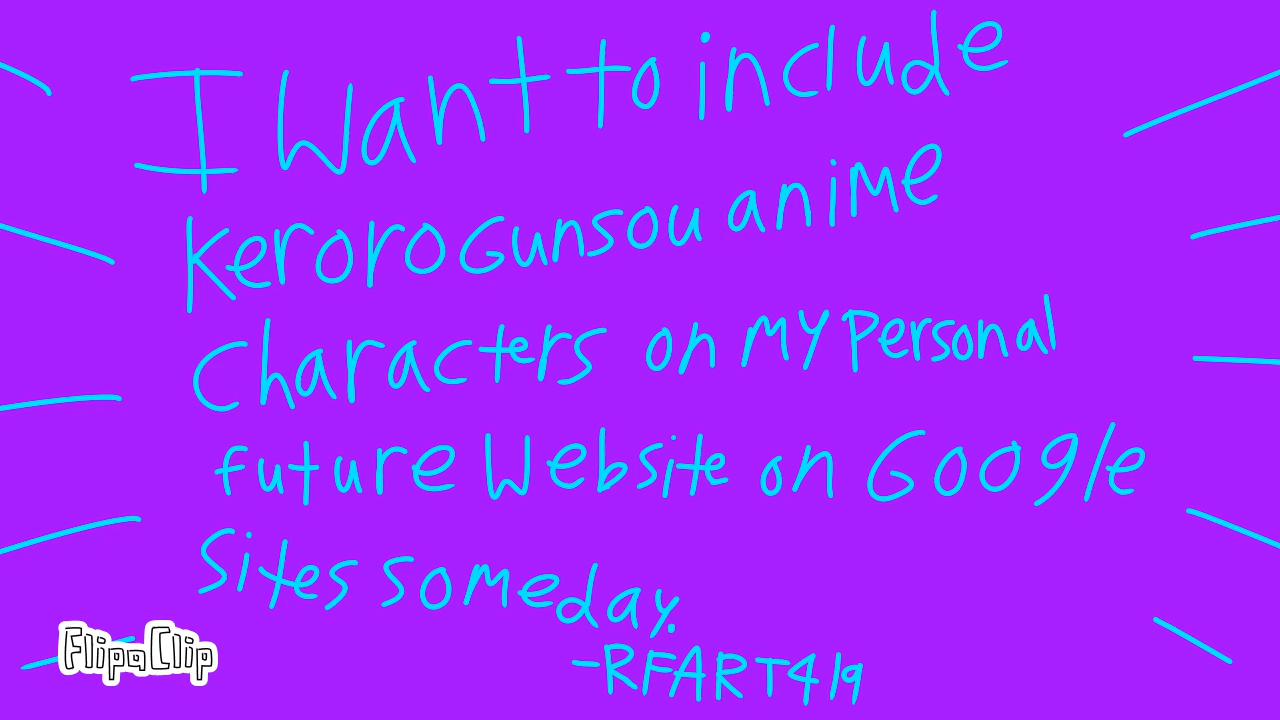 I Want to include
Keroro Gunsou anime
Characters on my personal
future Website on Google
Sites someday.
-RFART419
FlipaClip